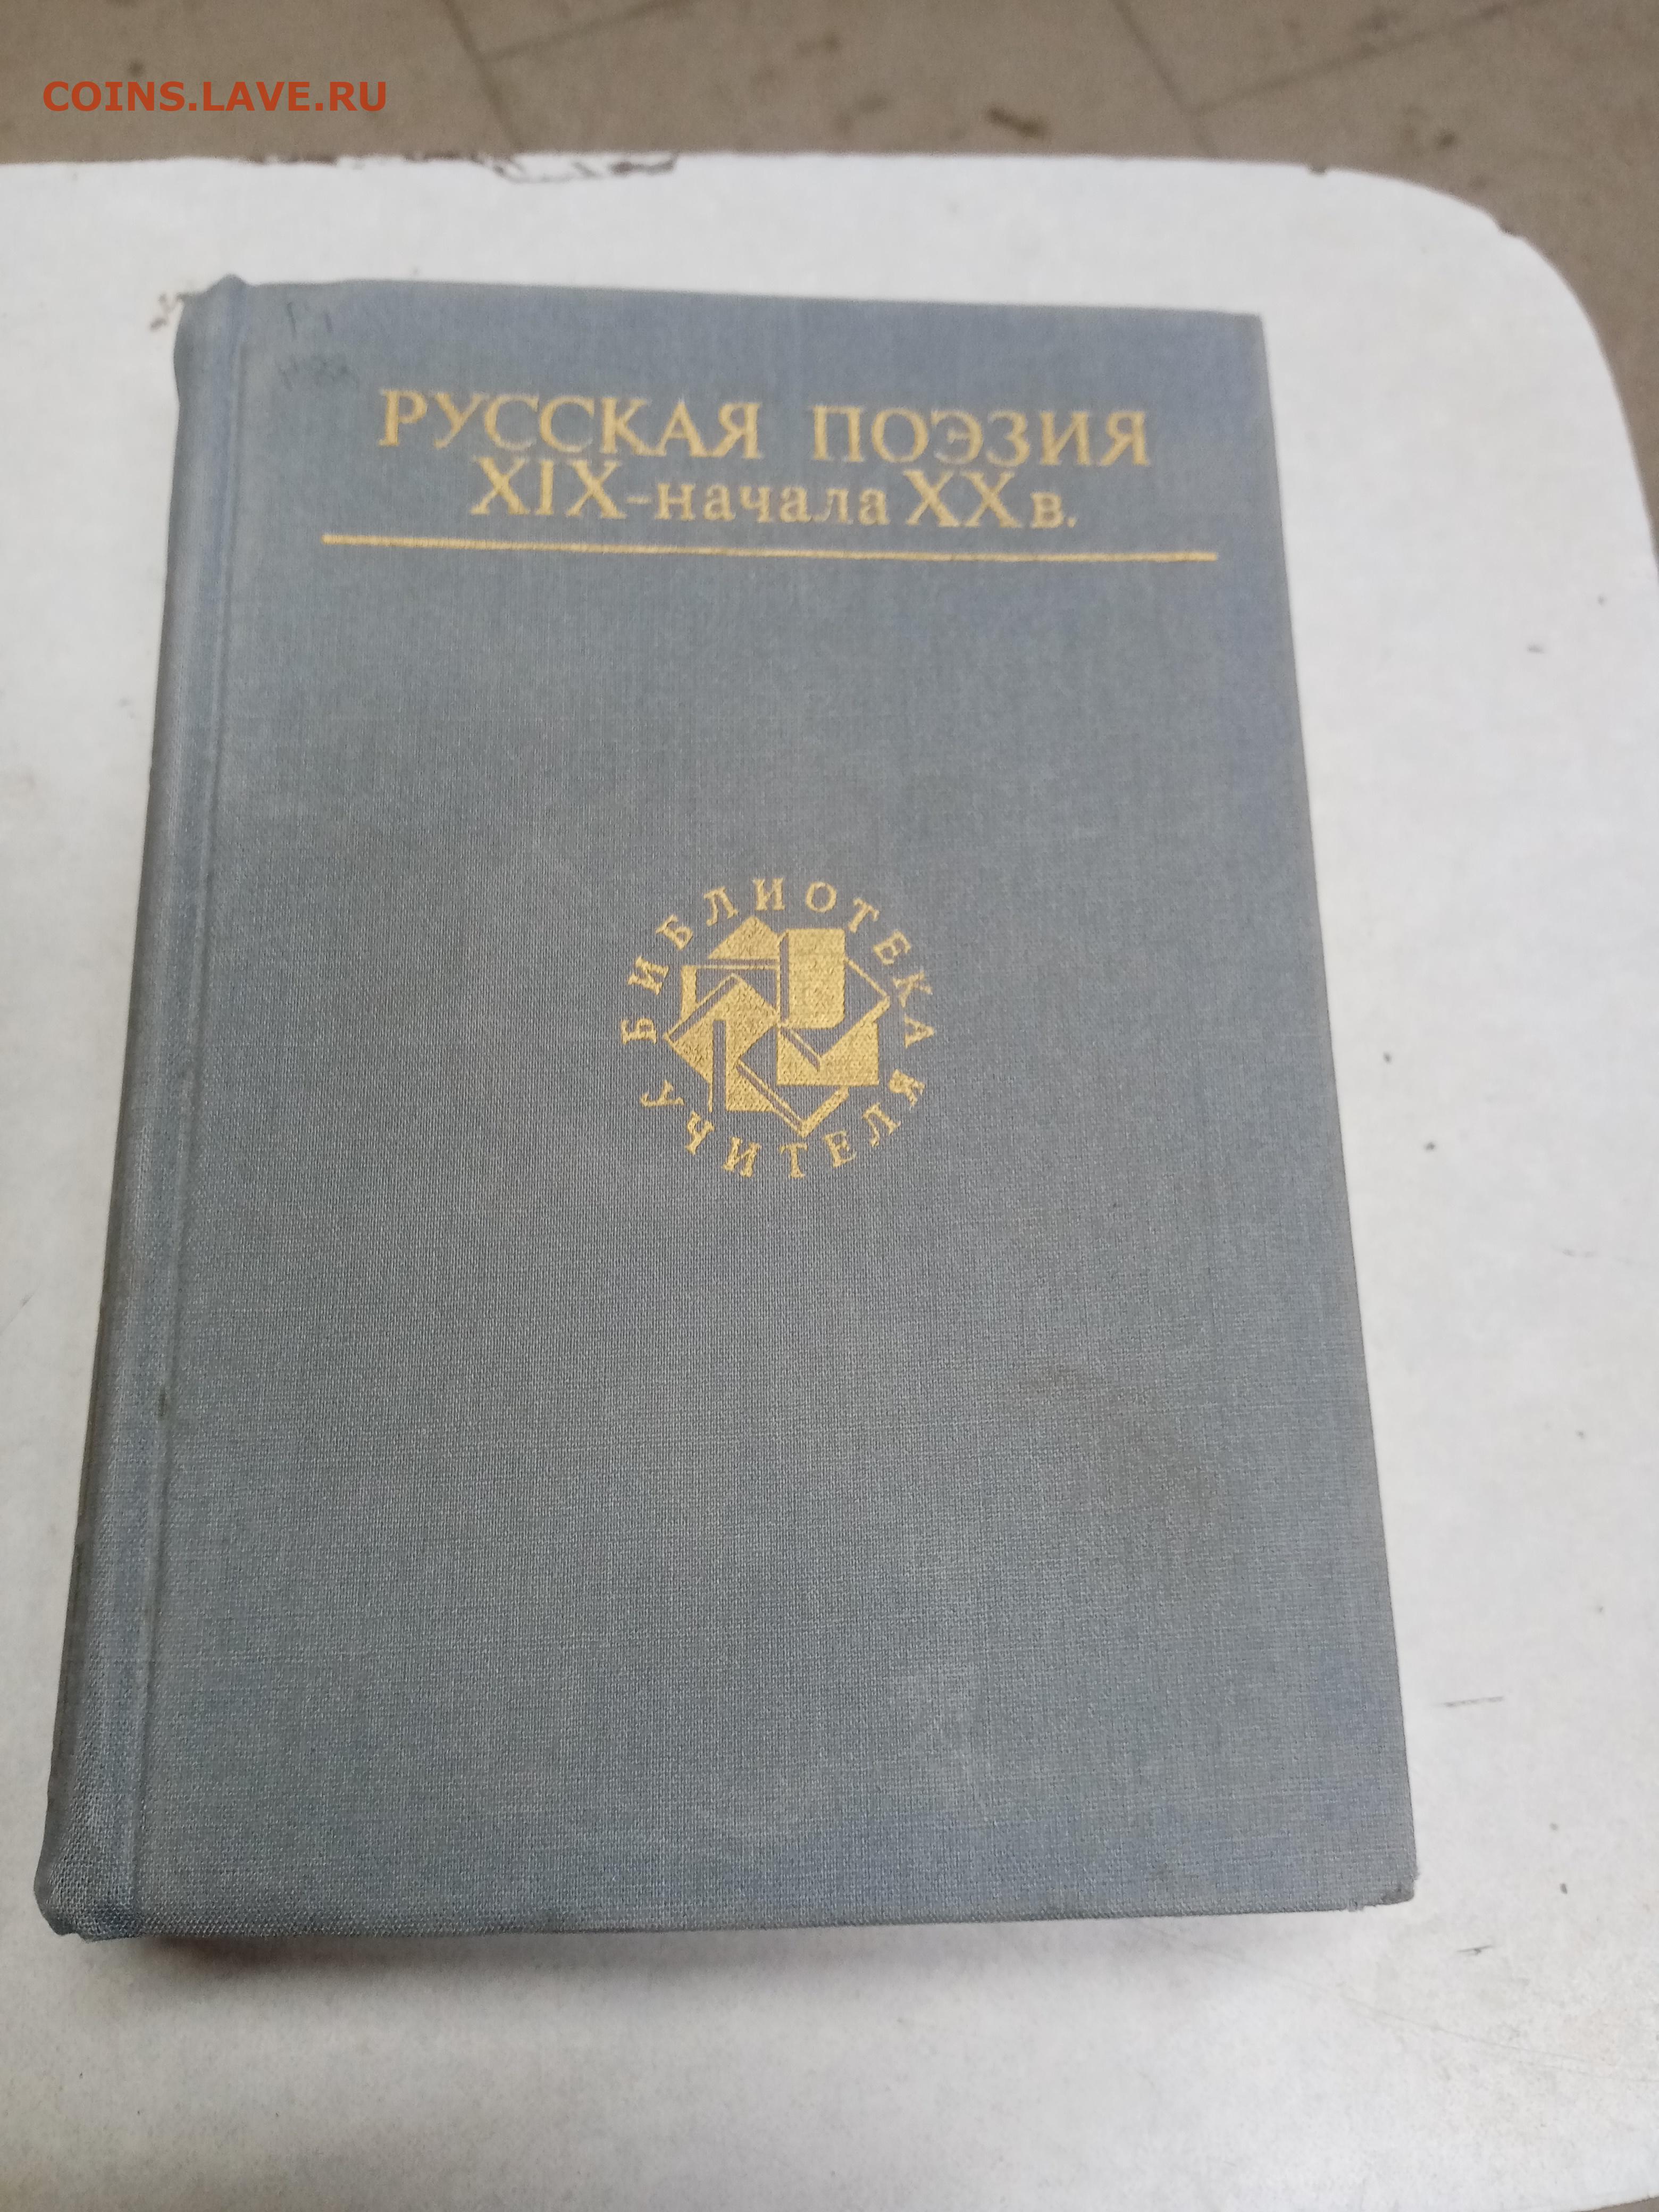 COINS.LAVE.RU
РУССКАЯ ПОЭЗИЯ
XIX-начала XX в.
БИБЛИОТЕКА
УЧИТЕЛЯ